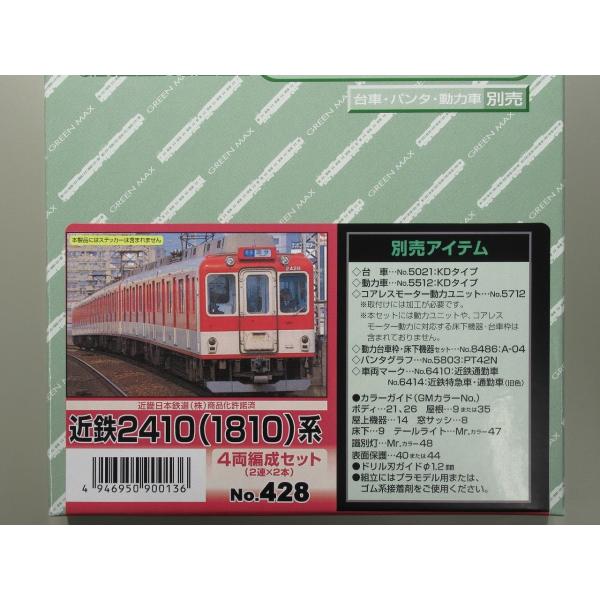 台車・パンタ・動力車 別売
GREEN MAX
GREEN MAX
GREEN MAX
GREEN MAX
GREEN MAX
本製品にはステッカーは含まれません
2420
近畿日本鉄道(株)商品化許諾済
近鉄2410(1810)系
4両編成セット
(2連×2本)
No.428
4 946950 900136
別売アイテム
◇台 車…No.5021:KDタイプ
◇動力車…No.5512:KDタイプ
◇コアレスモーター動力ユニット…No.5712
※取付けには加工が必要です。
※本セットには動力ユニットや、コアレス
モーター動力に対応する床下機器・台車枠は
含まれておりません。
◇動力台車枠・床下機器セット…No.8486:A-04
◇パンタグラフ…No.5803:PT42N
◇車両マーク…No.6410:近鉄通勤車
No.6414:近鉄特急車・通勤車(旧色)
●カラーガイド(GMカラーNo.)
ボディ…21、26 屋根…9または35
屋上機器…14 窓サッシ…8
床下…9 テールライト…Mr.カラー47
識別灯…Mr.カラー48
表面保護…40または44
●ドリル刃ガイドφ1.2mm
●組立にはプラモデル用または、
ゴム系接着剤をご使用ください。